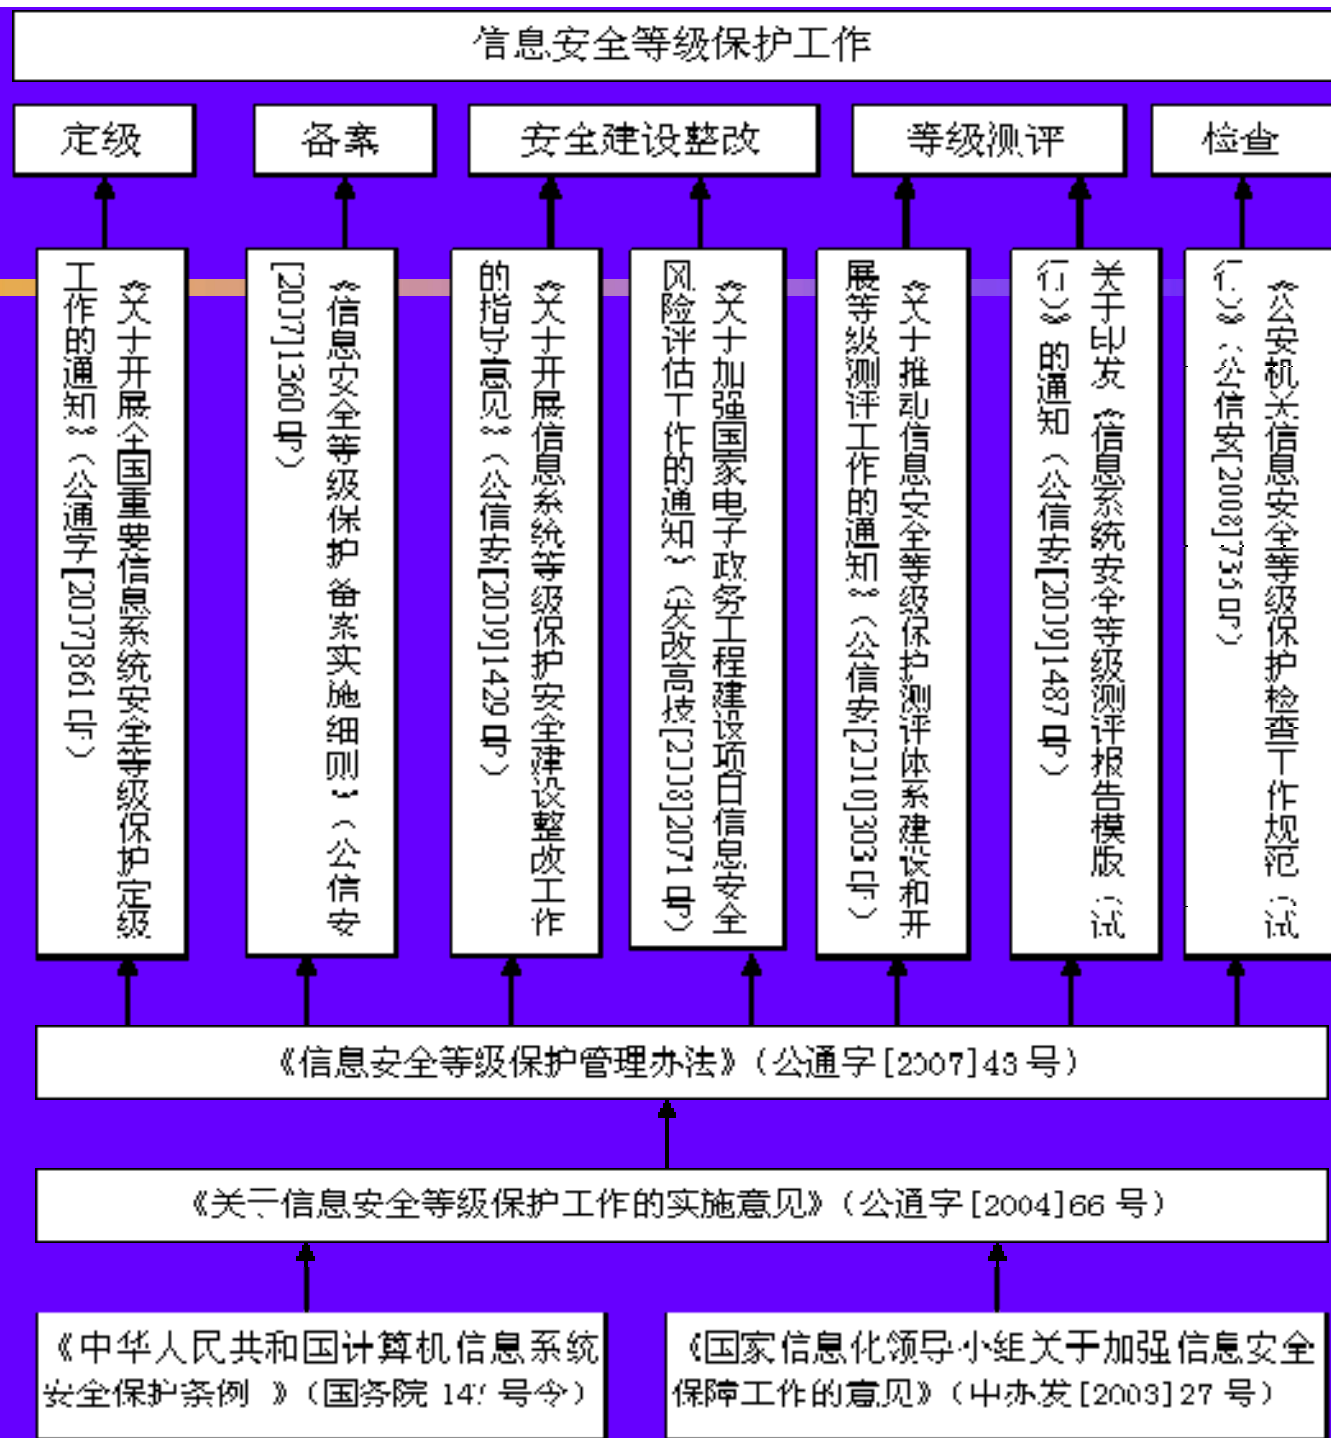 信息安全等级保护工作
定级
备案
安全建设整改
等级测评
检查
《关于开展全国重要信息系统安全等级保护定级
工作的通知》（公通字[2007]861号）
《信息安全等级保护备案实施细则》（公信安
[2007]1360号）
《关于开展信息系统等级保护安全建设整改工作
的指导意见》（公信安[2009]1429号）
《关于加强国家电子政务工程建设项目信息安全
风险评估工作的通知》（发改高技[2008]2071号）
《关于推动信息安全等级保护测评体系建设和开
展等级测评工作的通知》（公信安[2010]303号）
关于印发《信息系统安全等级测评报告模版（试
行）》的通知（公信安[2009]1487号）
《公安机关信息安全等级保护检查工作规范（试
行）》（公信安[2008]736号）
《信息安全等级保护管理办法》（公通字[2007]43号）
《关于信息安全等级保护工作的实施意见》（公通字[2004]66号）
《中华人民共和国计算机信息系统
安全保护条例 》（国务院 147 号令）
《国家信息化领导小组关于加强信息安全
保障工作的意见》（中办发[2003]27号）